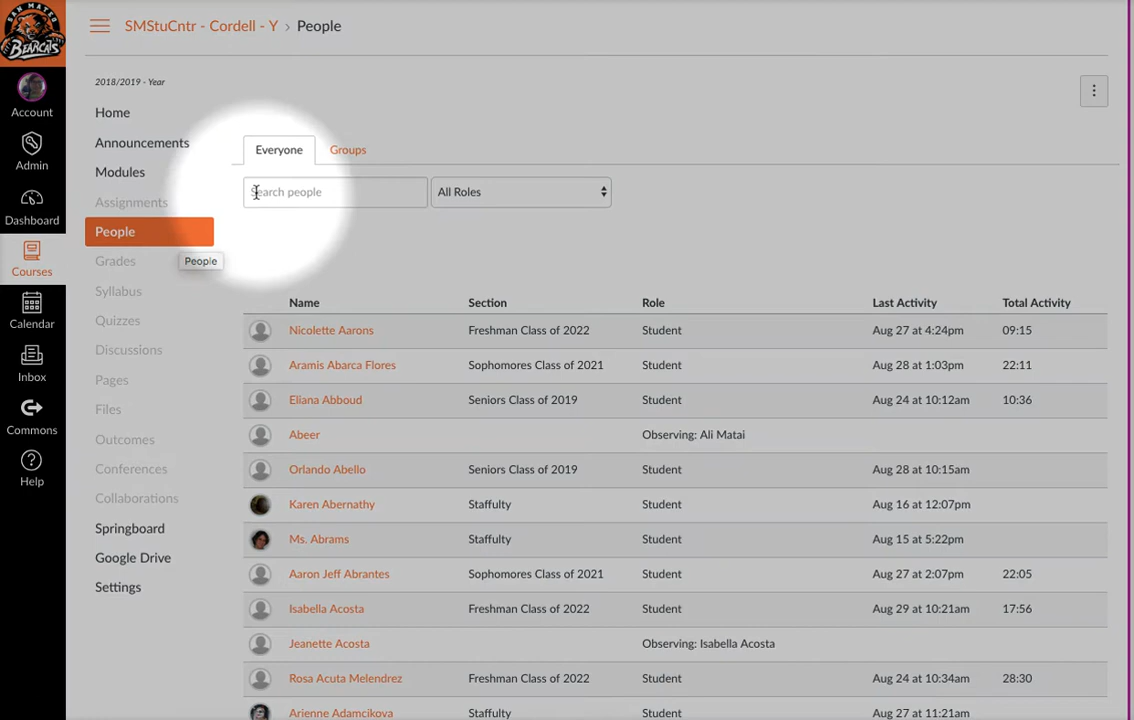 SAN MATEO
BEARCATS
SMStuCntr - Cordell - Y › People
Account
Admin
Dashboard
Courses
Calendar
Inbox
Commons
Help
2018/2019 - Year
Home
Announcements
Modules
Assignments
People
Grades
People
Syllabus
Quizzes
Discussions
Pages
Files
Outcomes
Conferences
Collaborations
Springboard
Google Drive
Settings
Everyone Groups
Search people All Roles
Name Section Role Last Activity Total Activity
Nicolette Aarons Freshman Class of 2022 Student Aug 27 at 4:24pm 09:15
Aramis Abarca Flores Sophomores Class of 2021 Student Aug 28 at 1:03pm 22:11
Eliana Abboud Seniors Class of 2019 Student Aug 24 at 10:12am 10:36
Abeer Observing: Ali Matai
Orlando Abello Seniors Class of 2019 Student Aug 28 at 10:15am
Karen Abernathy Staffulty Student Aug 16 at 12:07pm
Ms. Abrams Staffulty Student Aug 15 at 5:22pm
Aaron Jeff Abrantes Sophomores Class of 2021 Student Aug 27 at 2:07pm 22:05
Isabella Acosta Freshman Class of 2022 Student Aug 29 at 10:21am 17:56
Jeanette Acosta Observing: Isabella Acosta
Rosa Acuta Melendrez Freshman Class of 2022 Student Aug 24 at 10:34am 28:30
Arienne Adamcikova Staffulty Student Aug 27 at 11:21am